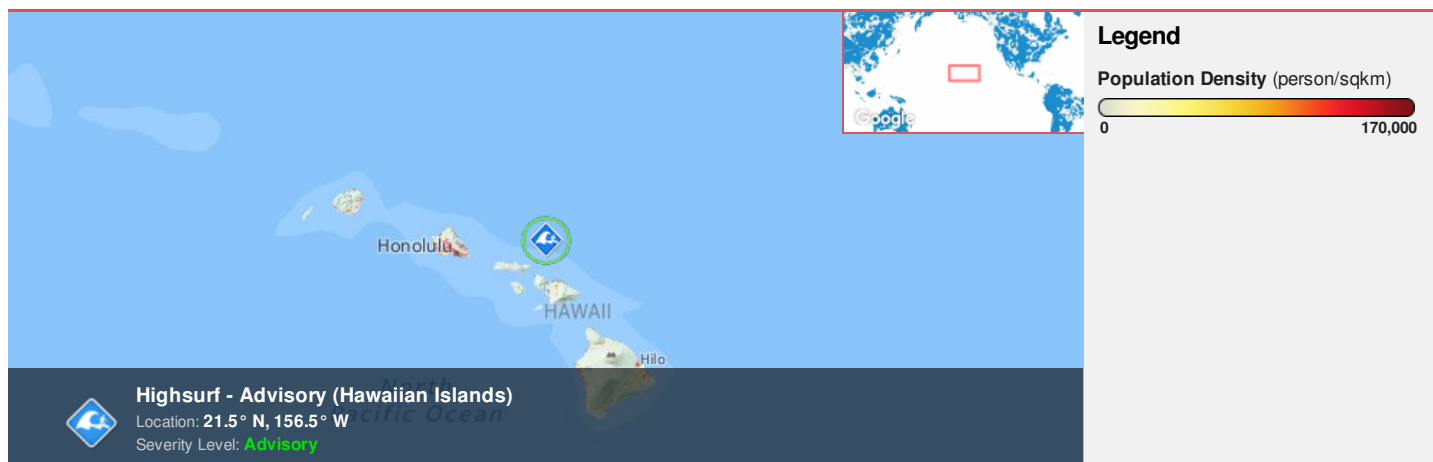 Google
Legend
Population Density (person/sqkm)
0 170,000
Honolulu
HAWAII
Hilo
North
Pacific Ocean
Highsurf - Advisory (Hawaiian Islands)
Location: 21.5° N, 156.5° W
Severity Level: Advisory